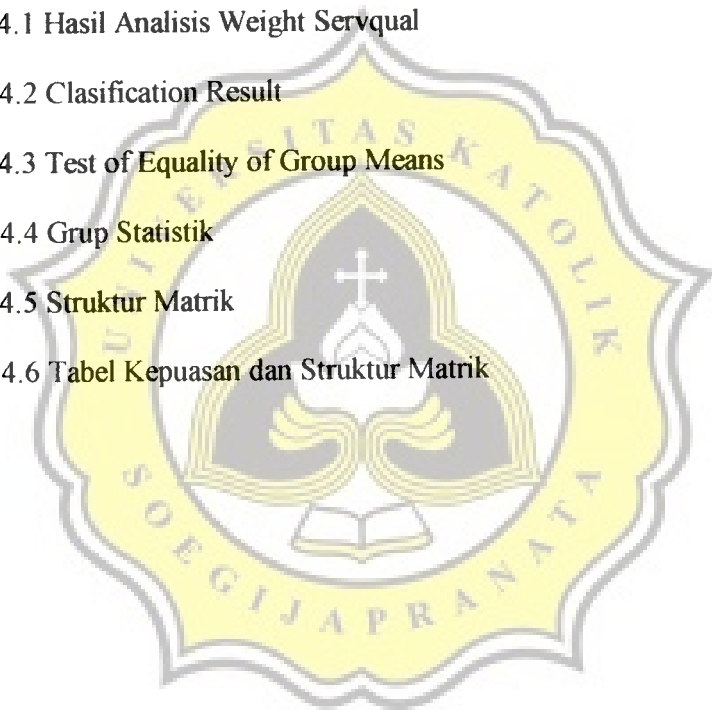 4.1 Hasil Analisis Weight Servqual
4.2 Clasification Result
4.3 Test of Equality of Group Means
4.4 Grup Statistik
4.5 Struktur Matrik
4.6 Tabel Kepuasan dan Struktur Matrik
UNIVERSITAS KATOLIK
SOEGIJAPRANATA